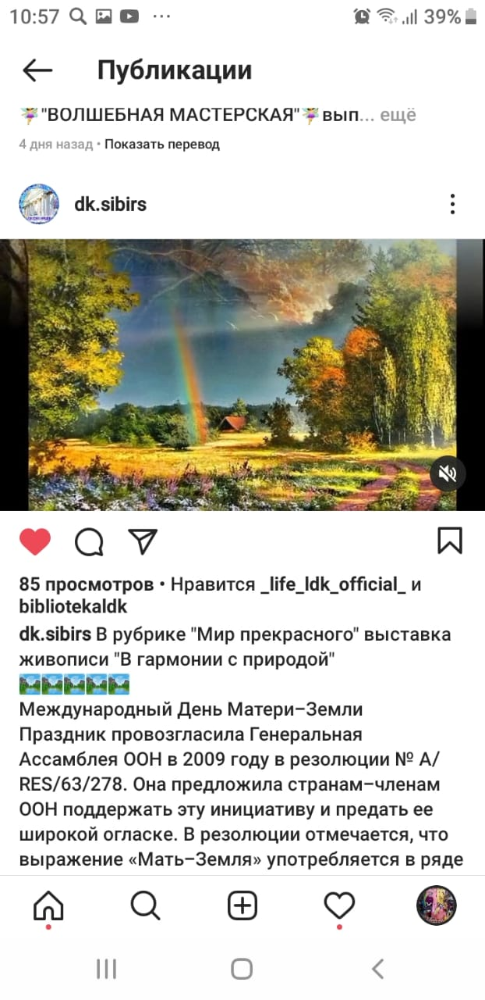 10:57 39%
Публикации
"ВОЛШЕБНАЯ МАСТЕРСКАЯ" вып... ещё
4 дня назад • Показать перевод
dk.sibirs
85 просмотров • Нравится _life_ldk_official_ и
bibliotekaldk
dk.sibirs В рубрике "Мир прекрасного" выставка
живописи "В гармонии с природой"
Международный День Матери-Земли
Праздник провозгласила Генеральная
Ассамблея ООН в 2009 году в резолюции № A/
RES/63/278. Она предложила странам-членам
ООН поддержать эту инициативу и предать ее
широкой огласке. В резолюции отмечается, что
выражение «Мать-Земля» употребляется в ряде